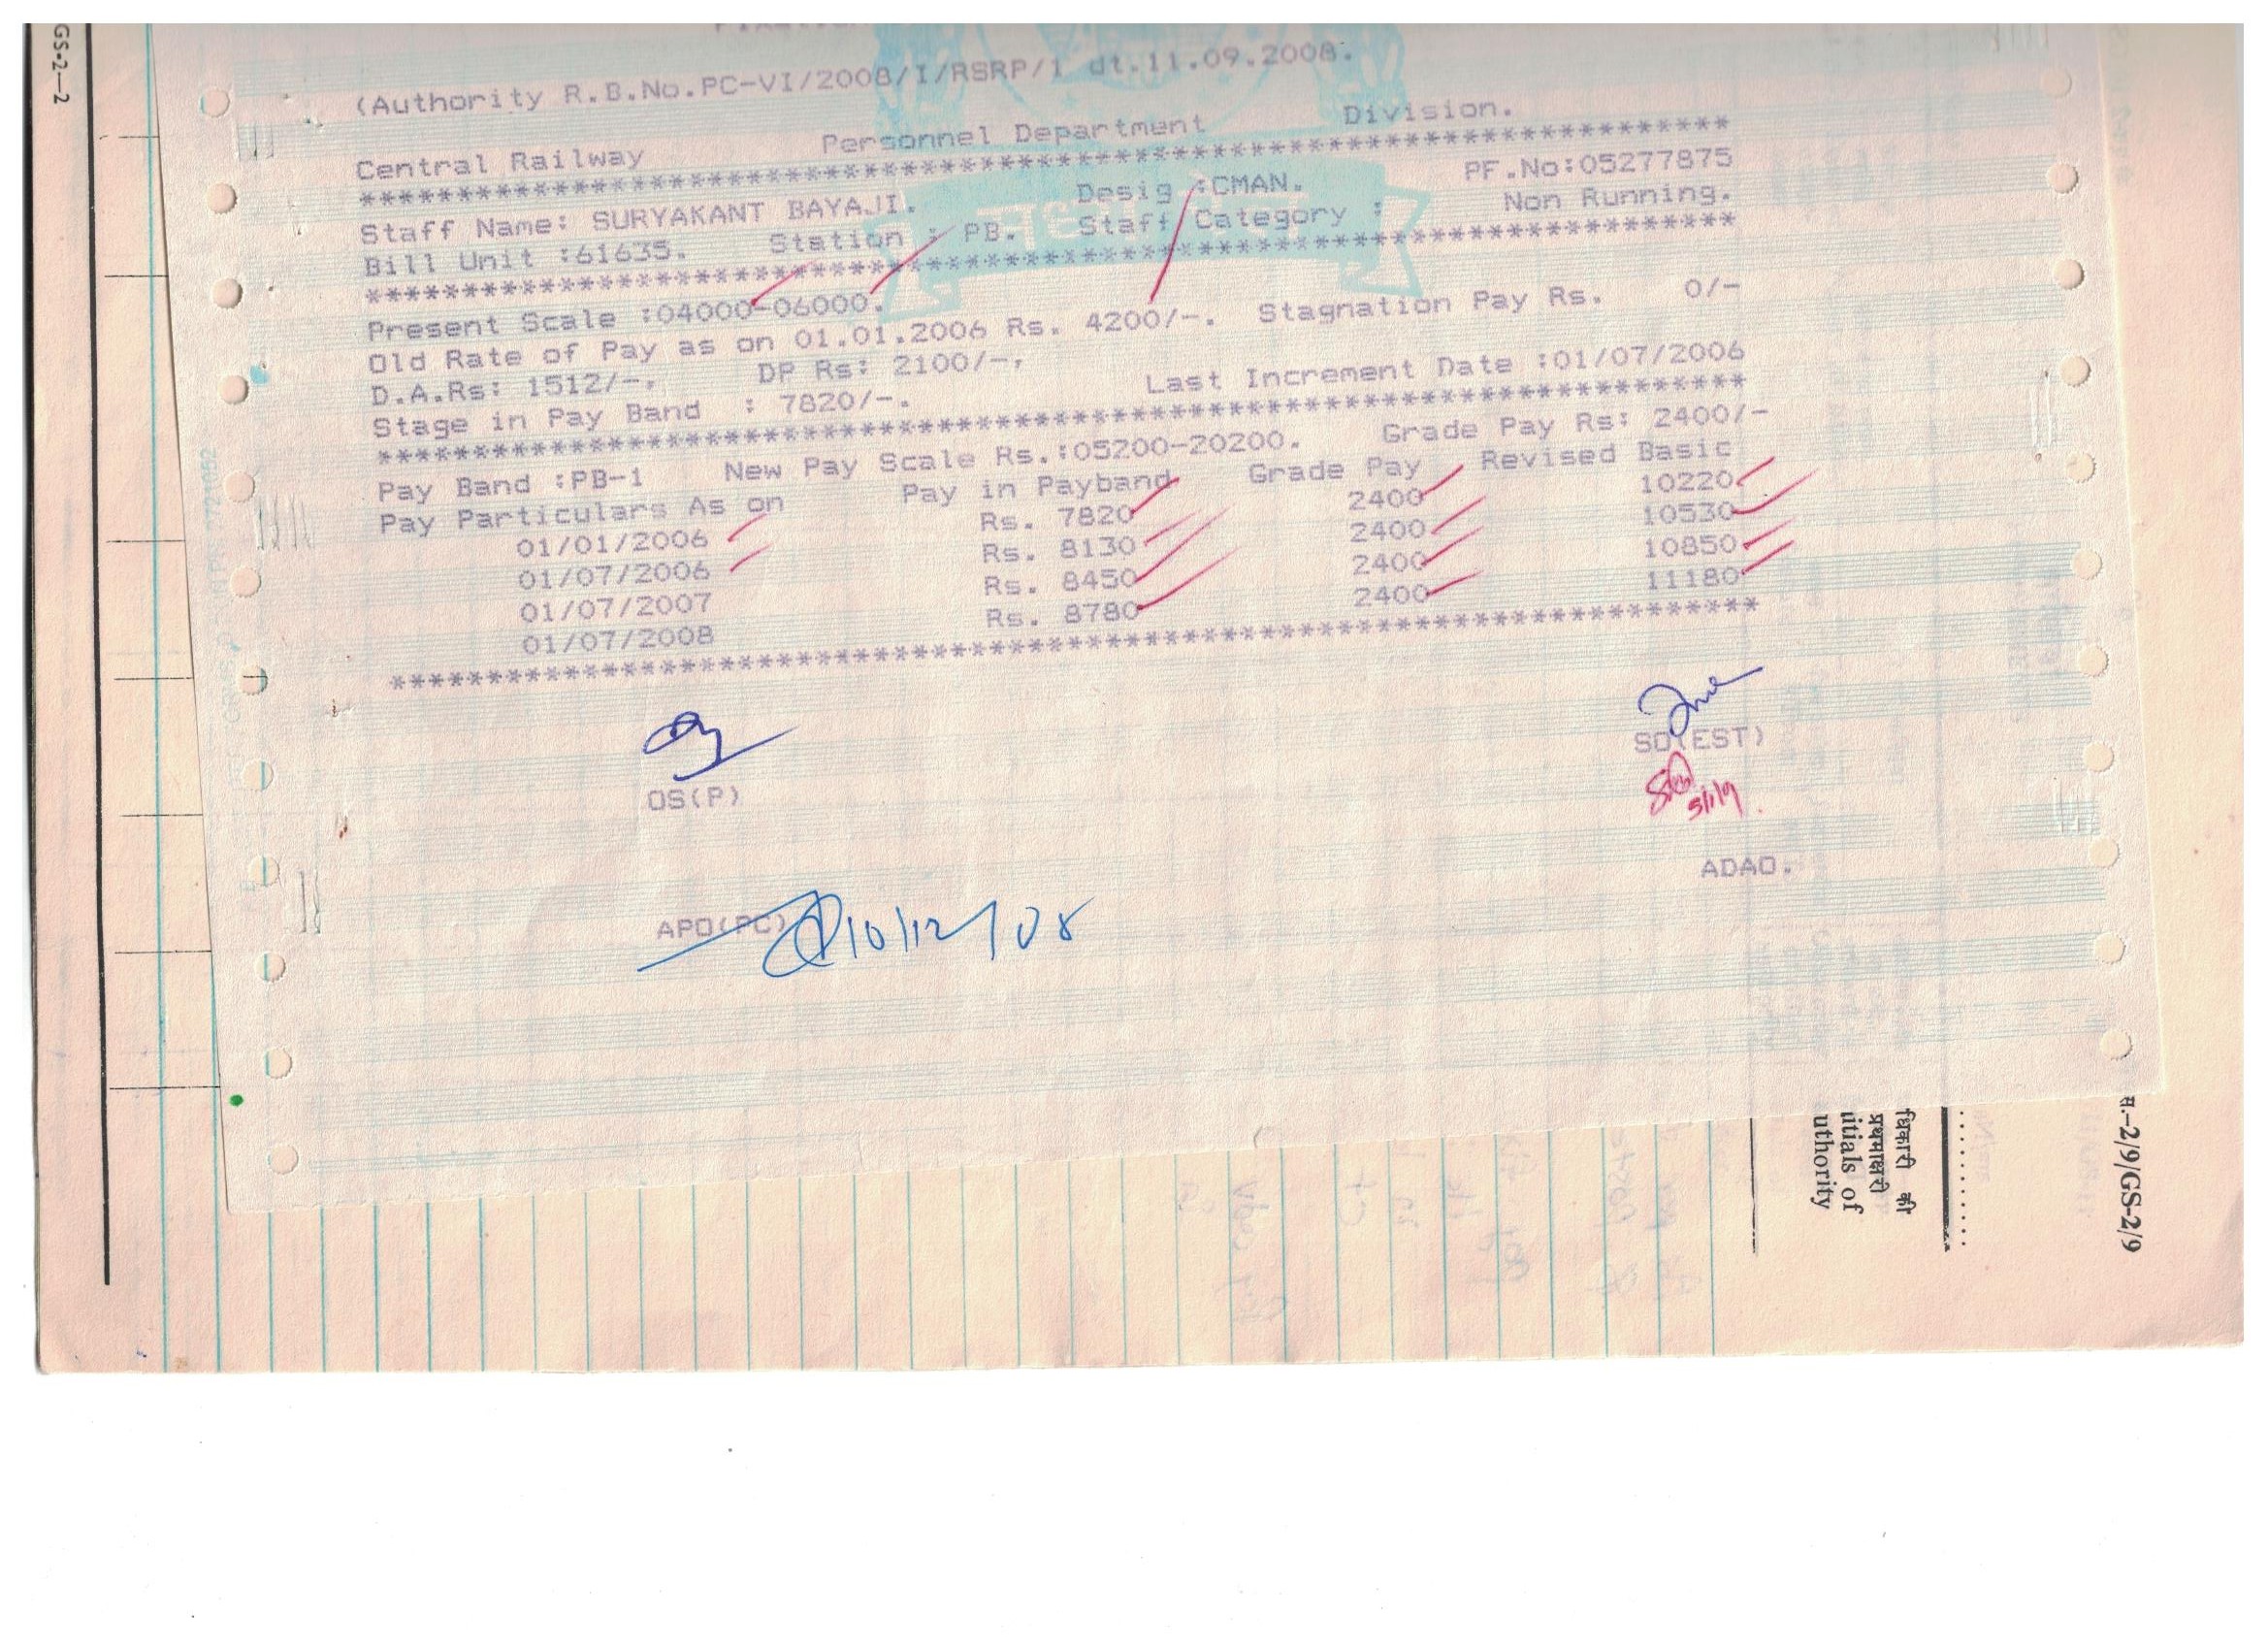 GS-2—2
(Authority R.B.No.PC-VI/2008/I/RSRP/1 dt.11.09.2008.
Central Railway Personnel Department Division.
************************************************************
Staff Name: SURYAKANT BAYAJI. Desig :CMAN. PF.No:05277875
Bill Unit :61635. Station : PB. Staff Category : Non Running.
************************************************************
Present Scale :04000-06000.
Old Rate of Pay as on 01.01.2006 Rs. 4200/-. Stagnation Pay Rs. 0/-
D.A.Rs: 1512/-, DP Rs: 2100/-,
Stage in Pay Band : 7820/-. Last Increment Date :01/07/2006
************************************************************
Pay Band :PB-1 New Pay Scale Rs.:05200-20200. Grade Pay Rs: 2400/-
Pay Particulars As on Pay in Payband Grade Pay Revised Basic
01/01/2006 Rs. 7820 2400 10220
01/07/2006 Rs. 8130 2400 10530
01/07/2007 Rs. 8450 2400 10850
01/07/2008 Rs. 8780 2400 11180
************************************************************
OS(P) SO(EST)
ADAO.
APO(PC) 10/12/08
धिकारी की
प्रथमाक्षरी
itials of
uthority
स.-2/9/GS-2/9